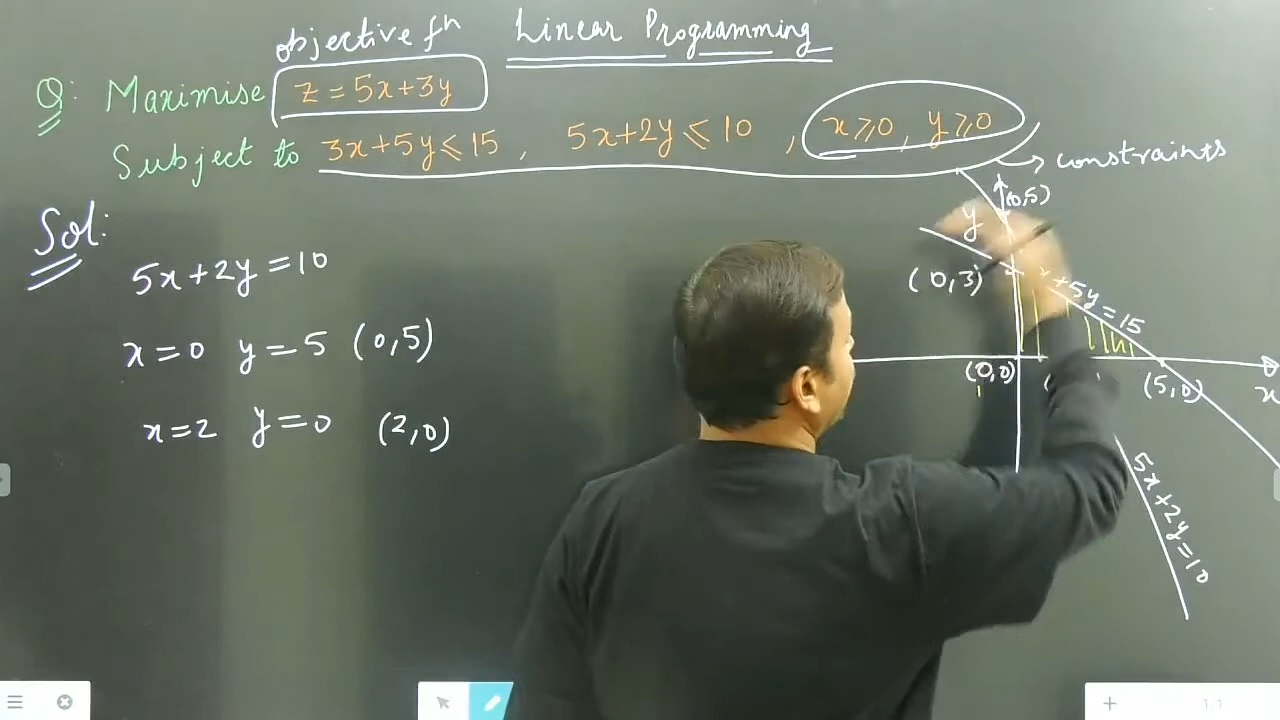 objective fn Linear Programming
Q: Maximise z = 5x+3y
Subject to 3x+5y ≤ 15, 5x+2y ≤ 10, x ≥ 0, y ≥ 0
→ constraints
Sol:
5x+2y = 10
x = 0 y = 5 (0,5)
x = 2 y = 0 (2,0)
(0,5)
y
(0,3)
+5y = 15
(0,0)
(5,0)
x
5x+2y = 10